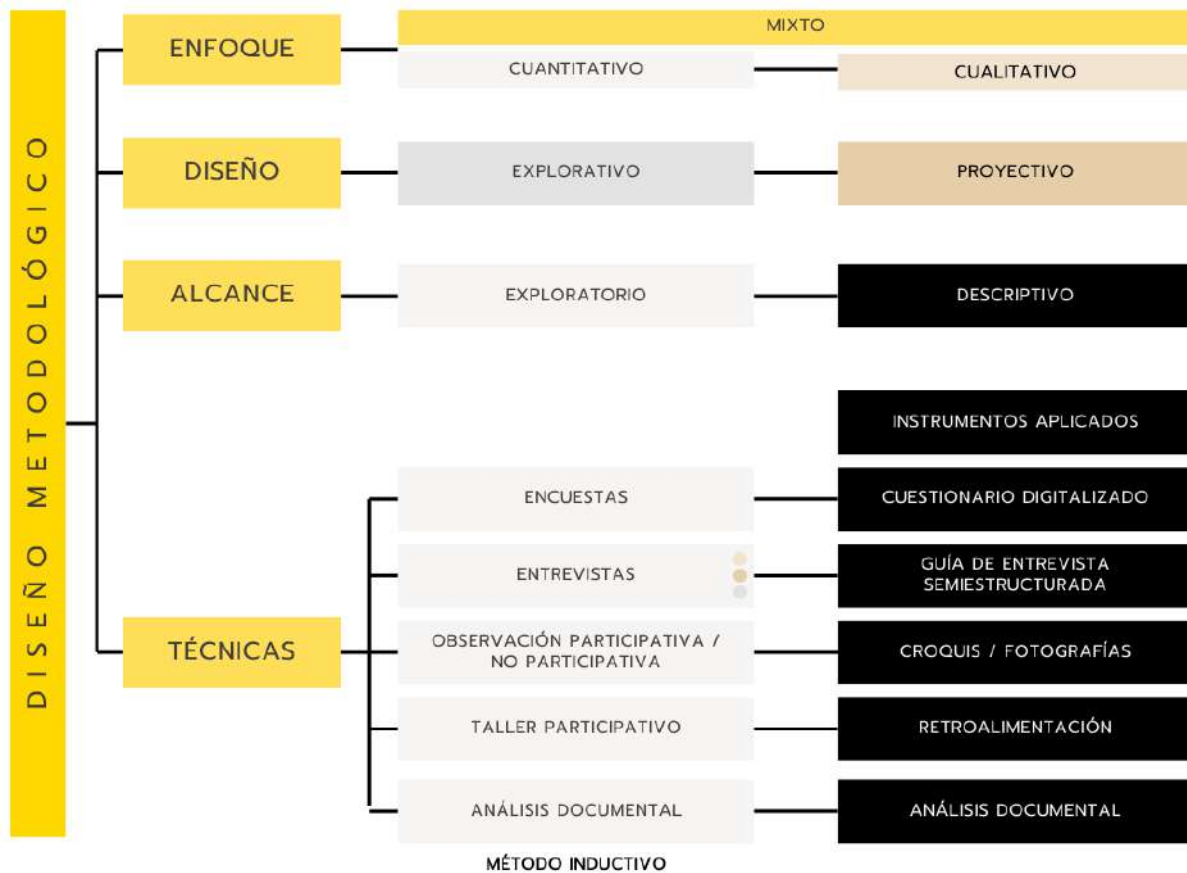 DISEÑO METODOLÓGICO
ENFOQUE
MIXTO
CUANTITATIVO
CUALITATIVO
DISEÑO
EXPLORATIVO
PROYECTIVO
ALCANCE
EXPLORATORIO
DESCRIPTIVO
INSTRUMENTOS APLICADOS
TÉCNICAS
ENCUESTAS
CUESTIONARIO DIGITALIZADO
ENTREVISTAS
GUÍA DE ENTREVISTA
SEMIESTRUCTURADA
OBSERVACIÓN PARTICIPATIVA /
NO PARTICIPATIVA
CROQUIS / FOTOGRAFÍAS
TALLER PARTICIPATIVO
RETROALIMENTACIÓN
ANÁLISIS DOCUMENTAL
ANÁLISIS DOCUMENTAL
MÉTODO INDUCTIVO